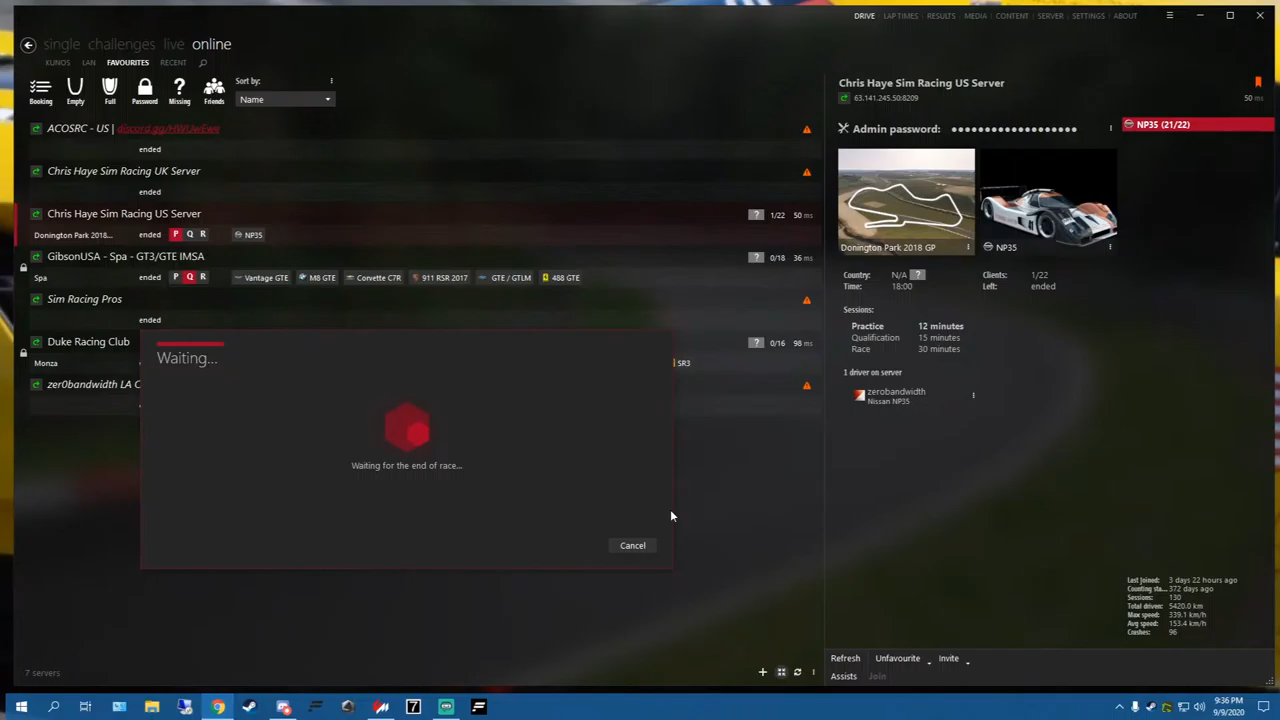 DRIVE LAP TIMES RESULTS MEDIA CONTENT SERVER SETTINGS ABOUT
single challenges live online
KUNOS LAN FAVOURITES RECENT
Booking Empty Full Password Missing Friends
Sort by:
Name
ACOSRC - US | discord.gg/HWUwEwe
ended
Chris Haye Sim Racing UK Server
ended
Chris Haye Sim Racing US Server ? 1/22 50 ms
Donington Park 2018... ended P Q R NP35
GibsonUSA - Spa - GT3/GTE IMSA ? 0/18 36 ms
Spa ended P Q R Vantage GTE M8 GTE Corvette C7R 911 RSR 2017 GTE / GTLM 488 GTE
Sim Racing Pros
ended
Duke Racing Club ? 0/16 98 ms
Monza SR3
zer0bandwidth LA C
Waiting...
Waiting for the end of race...
Cancel
7 servers
Chris Haye Sim Racing US Server
63.141.245.50:8209 50 ms
Admin password: ●●●●●●●●●●●●●●●●●●●
NP35 (21/22)
Donington Park 2018 GP
NP35
Country: N/A ? Clients: 1/22
Time: 18:00 Left: ended
Sessions:
Practice 12 minutes
Qualification 15 minutes
Race 30 minutes
1 driver on server
zerobandwidth
Nissan NP35
Last joined: 3 days 22 hours ago
Counting sta... 372 days ago
Sessions: 130
Total driven: 5420.0 km
Max speed: 339.1 km/h
Avg speed: 153.4 km/h
Crashes: 96
Refresh Unfavourite Invite
Assists Join
7
9:36 PM
9/9/2020